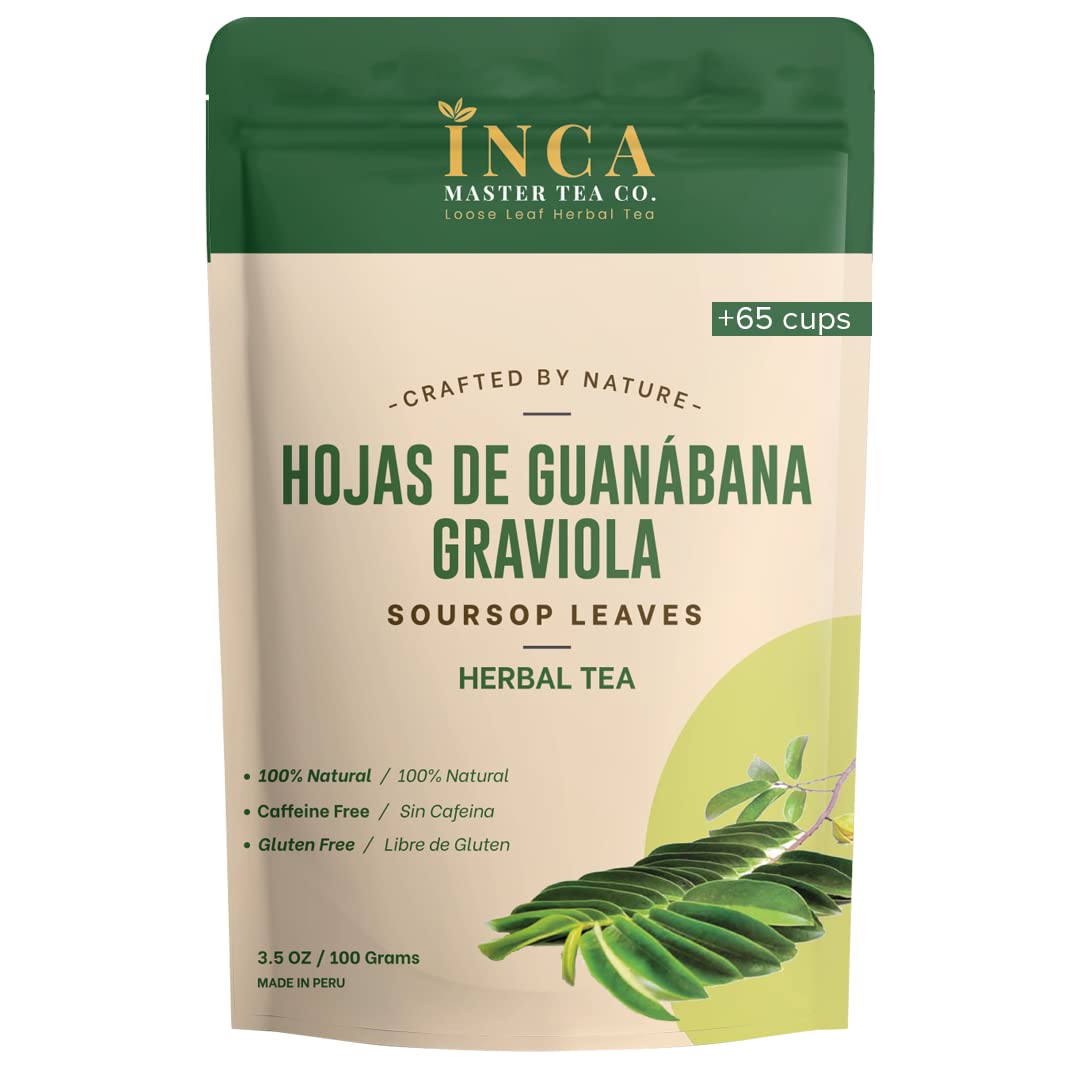 INCA
MASTER TEA CO.
Loose Leaf Herbal Tea
+65 cups
-CRAFTED BY NATURE-
HOJAS DE GUANÁBANA
GRAVIOLA
SOURSOP LEAVES
HERBAL TEA
• 100% Natural / 100% Natural
• Caffeine Free / Sin Cafeina
• Gluten Free / Libre de Gluten
3.5 OZ / 100 Grams
MADE IN PERU